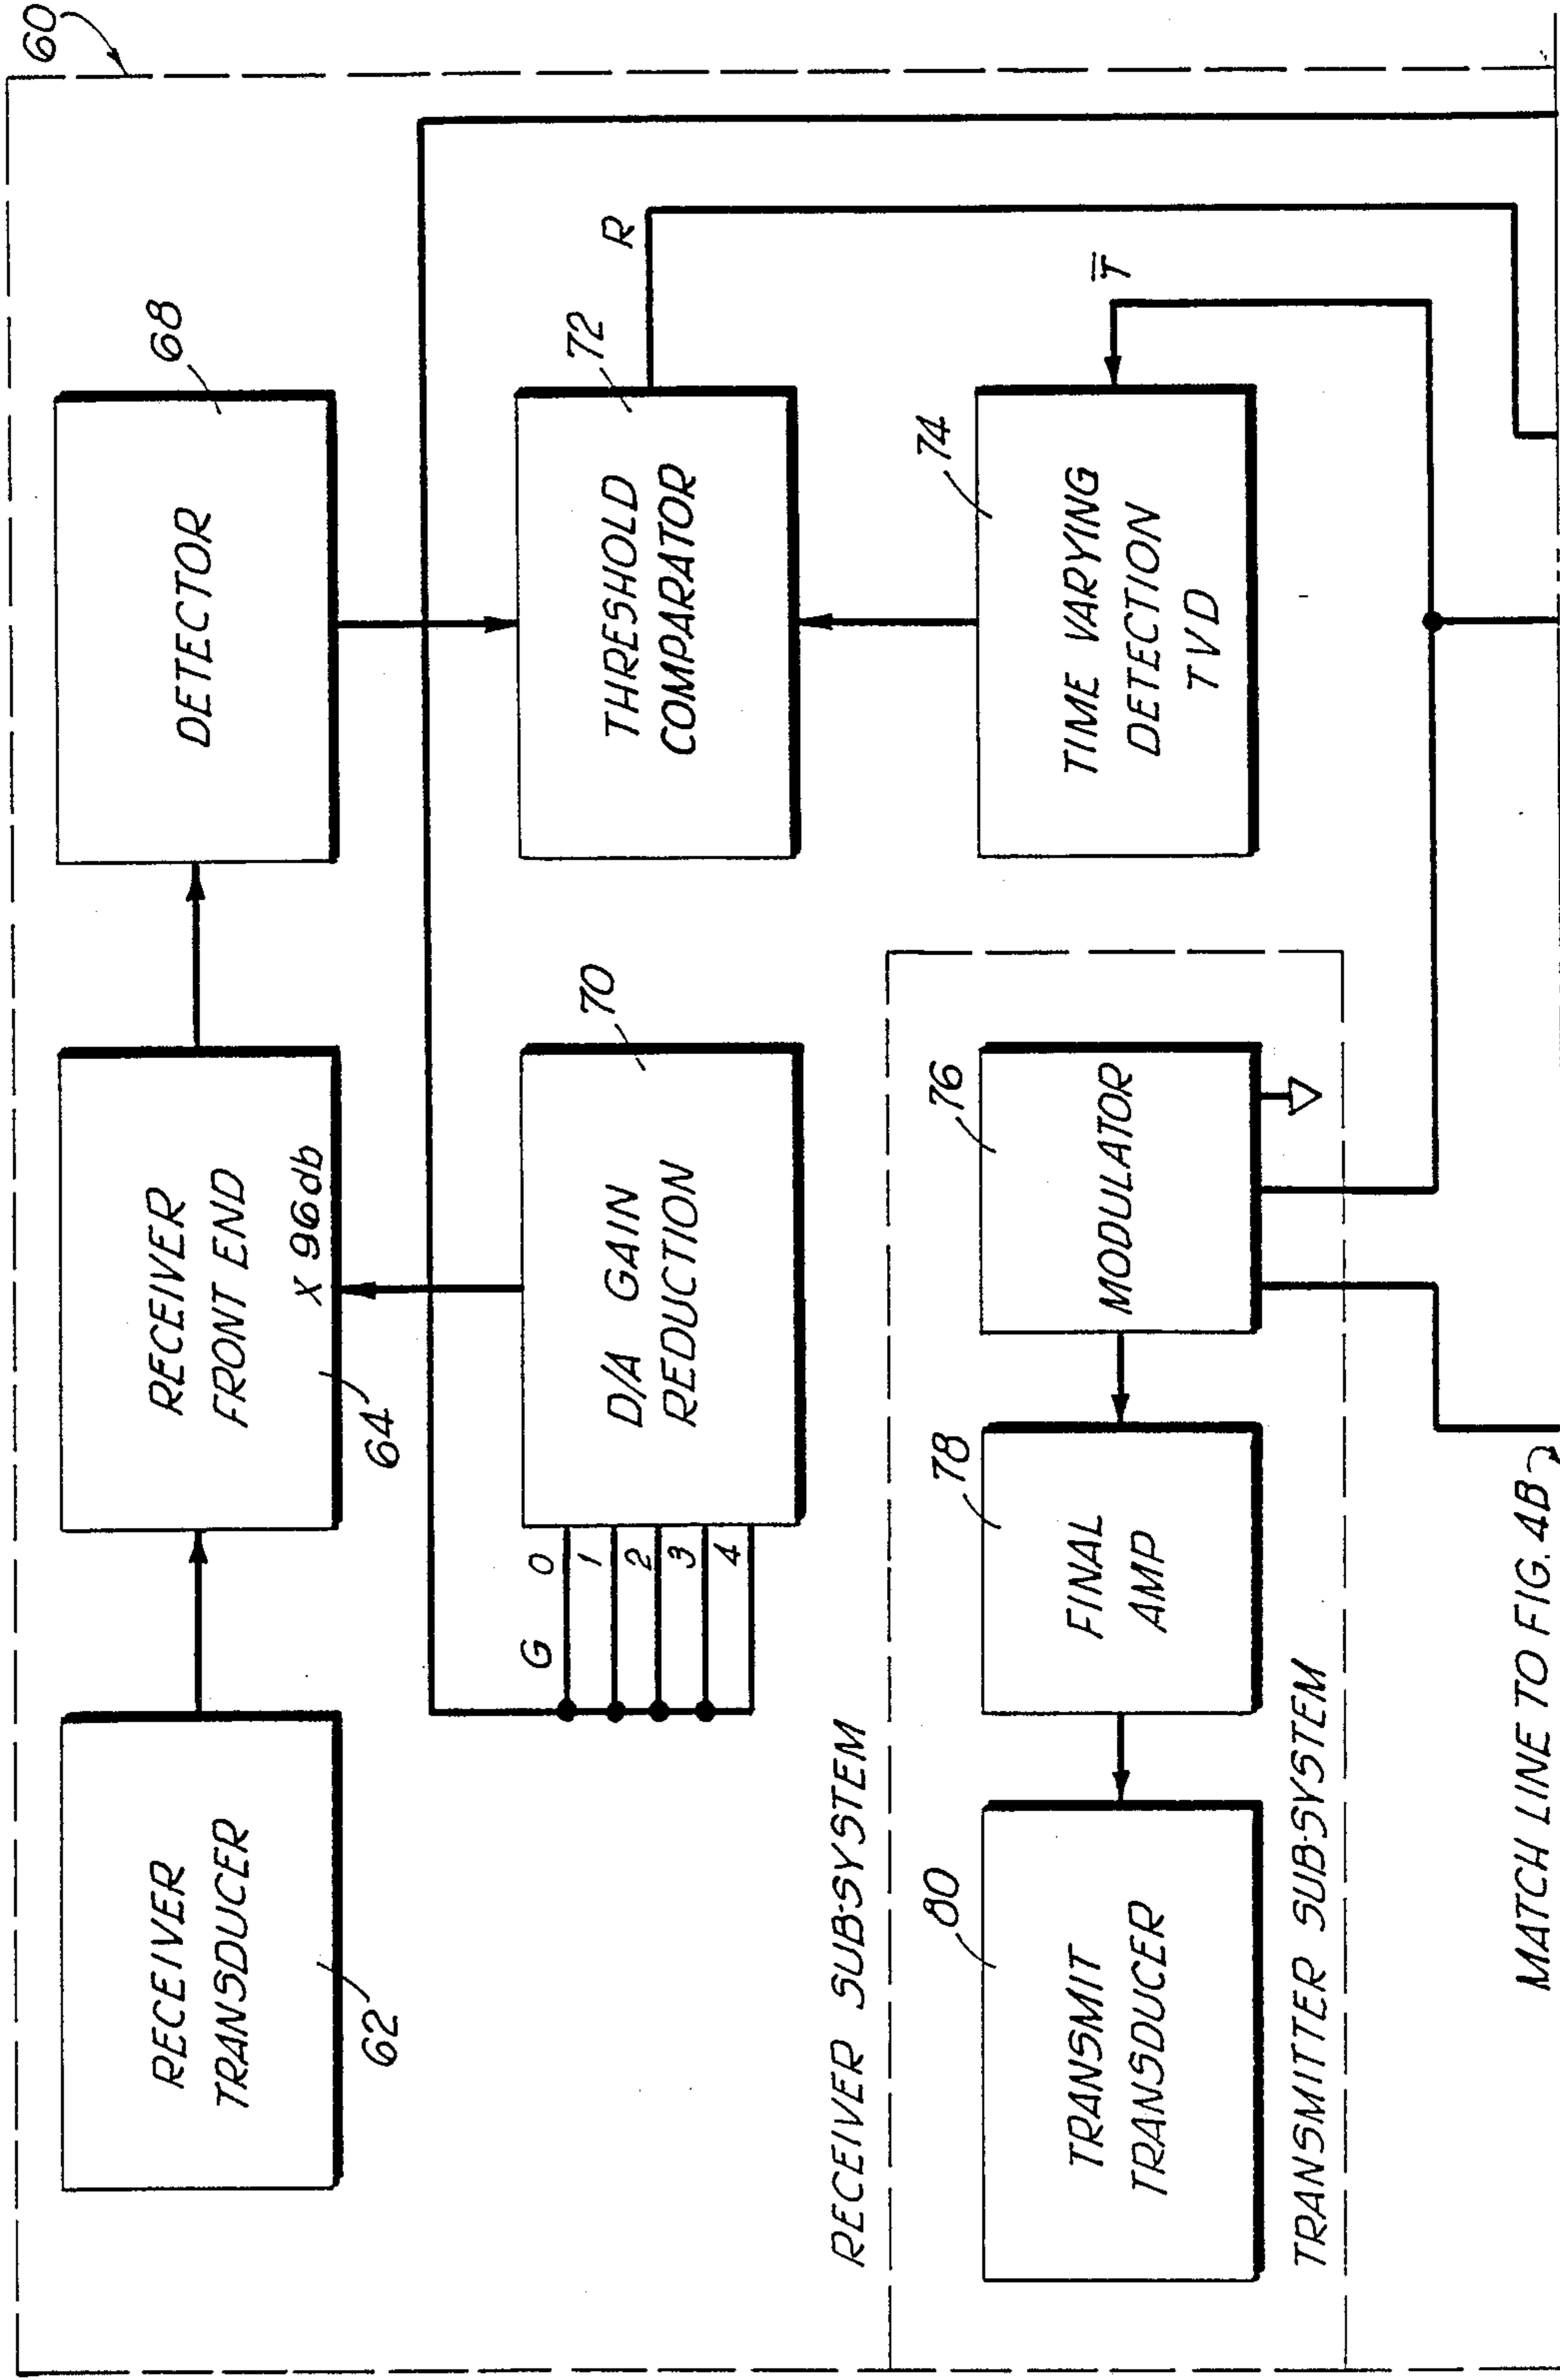 60
RECEIVER
TRANSDUCER
62
RECEIVER
FRONT END
X 96db
64
DETECTOR
68
G
0
1
2
3
4
D/A GAIN
REDUCTION
70
THRESHOLD
COMPARATOR
72
R
RECEIVER SUB-SYSTEM
TRANSMIT
TRANSDUCER
80
FINAL
AMP
78
MODULATOR
76
TIME VARYING
DETECTION
TVD
74
T̅
TRANSMITTER SUB-SYSTEM
MATCH LINE TO FIG. 4B